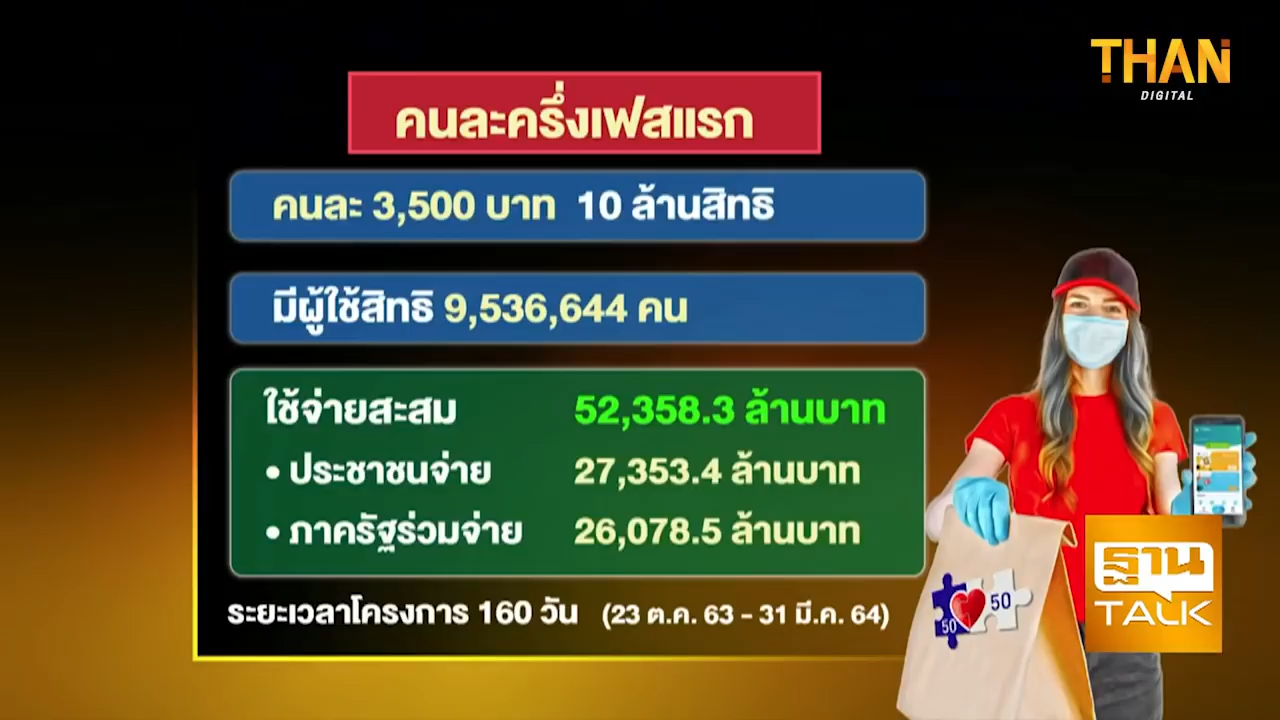 THAN
DIGITAL
คนละครึ่งเฟสแรก
คนละ 3,500 บาท 10 ล้านสิทธิ
มีผู้ใช้สิทธิ 9,536,644 คน
ใช้จ่ายสะสม 52,358.3 ล้านบาท
• ประชาชนจ่าย 27,353.4 ล้านบาท
• ภาครัฐร่วมจ่าย 26,078.5 ล้านบาท
ระยะเวลาโครงการ 160 วัน (23 ต.ค. 63 - 31 มี.ค. 64)
50 50
ฐาน
TALK